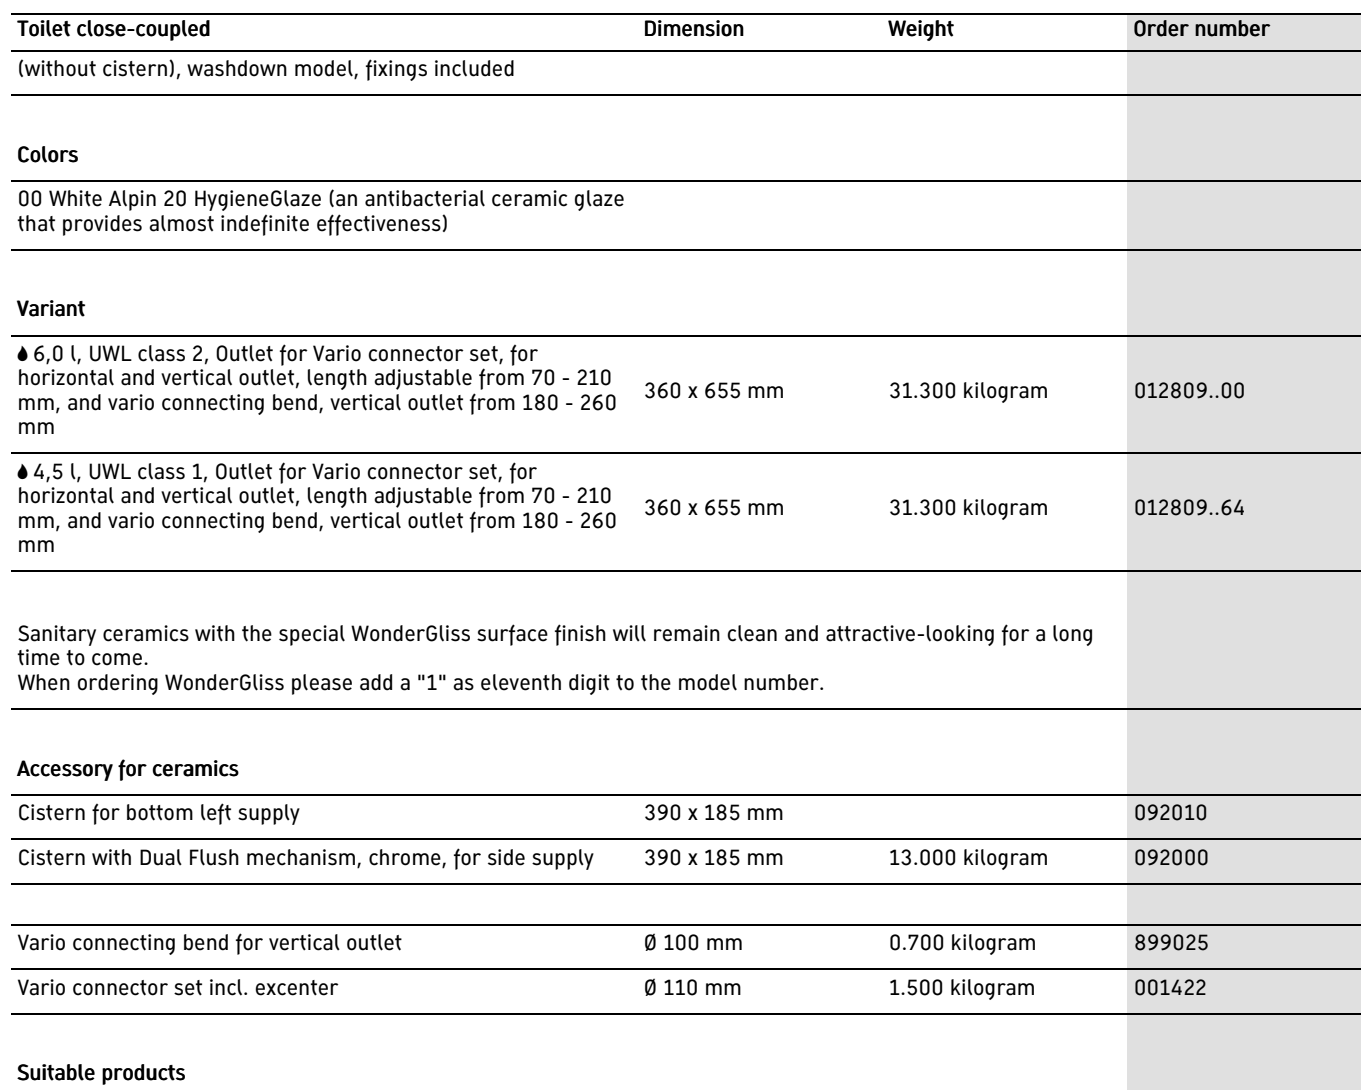 Toilet close-coupled Dimension Weight Order number
(without cistern), washdown model, fixings included
Colors
00 White Alpin 20 HygieneGlaze (an antibacterial ceramic glaze
that provides almost indefinite effectiveness)
Variant
6,0 l, UWL class 2, Outlet for Vario connector set, for
horizontal and vertical outlet, length adjustable from 70 - 210
mm, and vario connecting bend, vertical outlet from 180 - 260
mm
360 x 655 mm 31.300 kilogram 012809..00
4,5 l, UWL class 1, Outlet for Vario connector set, for
horizontal and vertical outlet, length adjustable from 70 - 210
mm, and vario connecting bend, vertical outlet from 180 - 260
mm
360 x 655 mm 31.300 kilogram 012809..64
Sanitary ceramics with the special WonderGliss surface finish will remain clean and attractive-looking for a long
time to come.
When ordering WonderGliss please add a "1" as eleventh digit to the model number.
Accessory for ceramics
Cistern for bottom left supply 390 x 185 mm 092010
Cistern with Dual Flush mechanism, chrome, for side supply 390 x 185 mm 13.000 kilogram 092000
Vario connecting bend for vertical outlet Ø 100 mm 0.700 kilogram 899025
Vario connector set incl. excenter Ø 110 mm 1.500 kilogram 001422
Suitable products